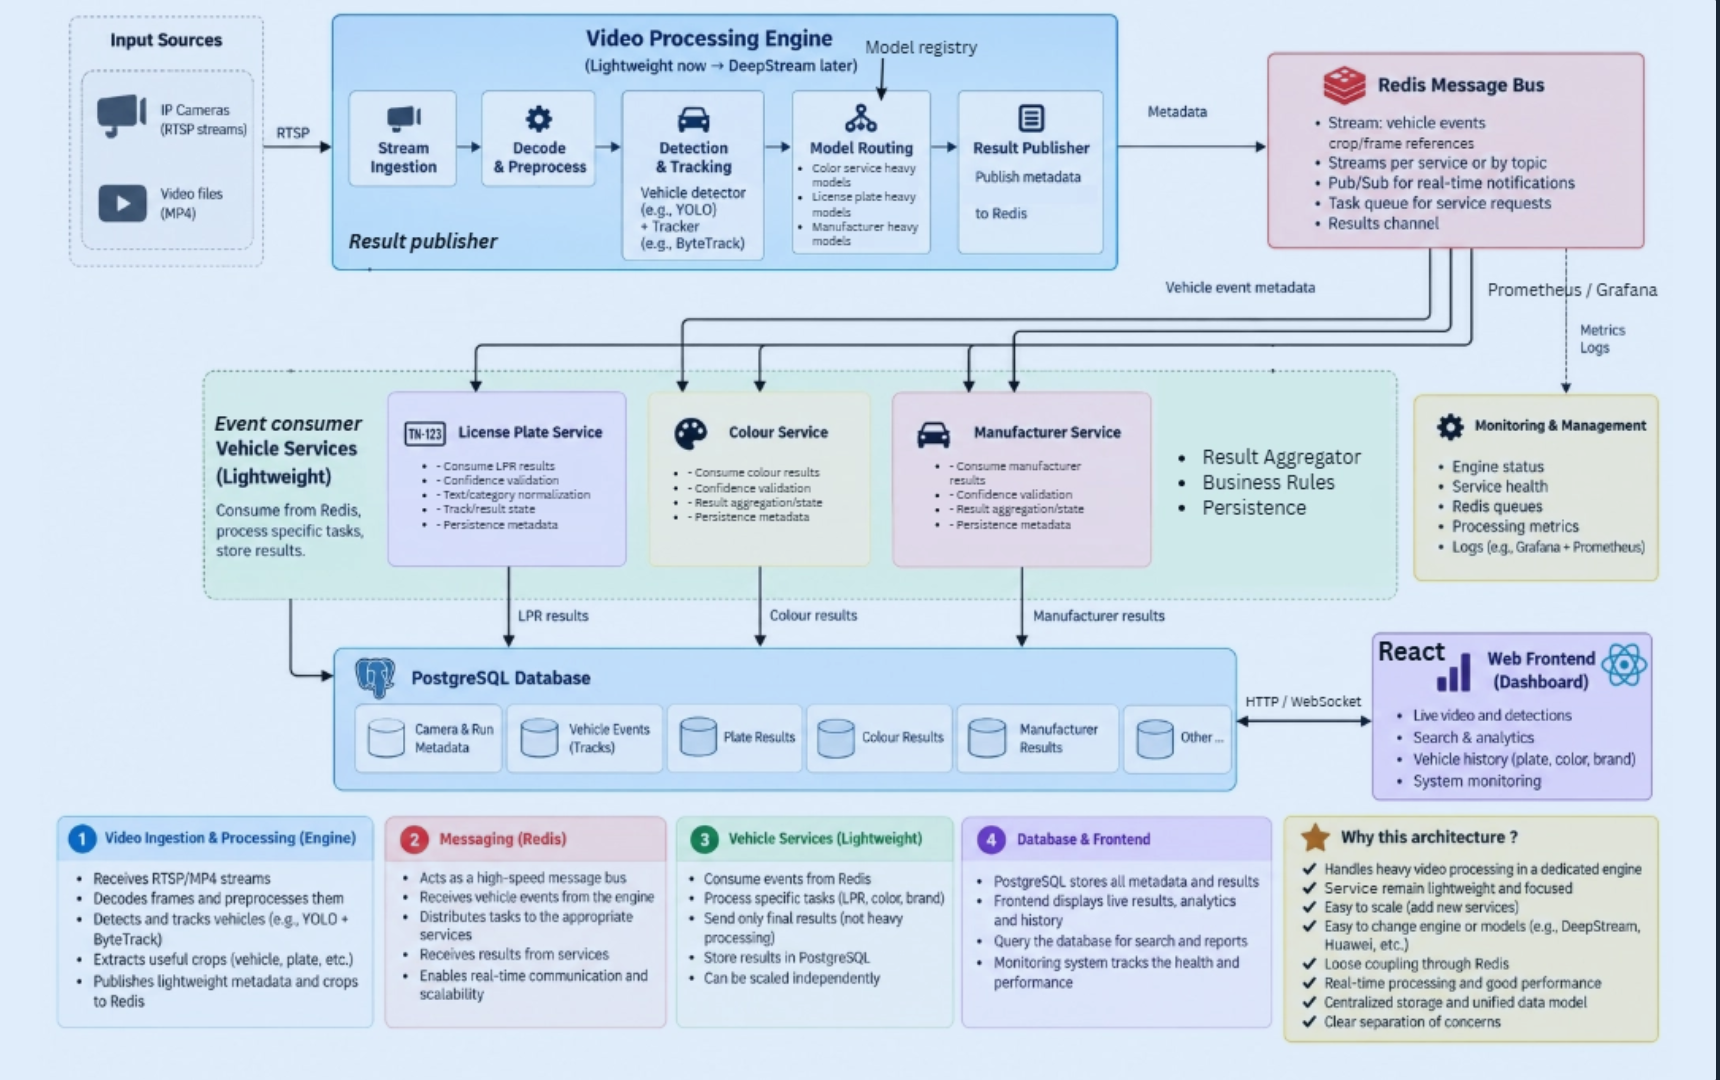 Input Sources
IP Cameras
(RTSP streams)
Video files
(MP4)
RTSP
Video Processing Engine
(Lightweight now → DeepStream later)
Model registry
Stream
Ingestion
Decode
& Preprocess
Detection
& Tracking
Vehicle detector
(e.g., YOLO)
+ Tracker
(e.g., ByteTrack)
Model Routing
• Color service heavy
models
• License plate heavy
models
• Manufacturer heavy
models
Result Publisher
Publish metadata
to Redis
Result publisher
Metadata
Redis Message Bus
• Stream: vehicle events
crop/frame references
• Streams per service or by topic
• Pub/Sub for real-time notifications
• Task queue for service requests
• Results channel
Vehicle event metadata
Prometheus / Grafana
Metrics
Logs
Event consumer
Vehicle Services
(Lightweight)
Consume from Redis,
process specific tasks,
store results.
TN-123
License Plate Service
• - Consume LPR results
• - Confidence validation
• - Text/category normalization
• - Track/result state
• - Persistence metadata
Colour Service
• - Consume colour results
• - Confidence validation
• - Result aggregation/state
• - Persistence metadata
Manufacturer Service
• - Consume manufacturer
results
• - Confidence validation
• - Result aggregation/state
• - Persistence metadata
• Result Aggregator
• Business Rules
• Persistence
Monitoring & Management
• Engine status
• Service health
• Redis queues
• Processing metrics
• Logs (e.g., Grafana + Prometheus)
LPR results
Colour results
Manufacturer results
PostgreSQL Database
Camera & Run
Metadata
Vehicle Events
(Tracks)
Plate Results
Colour Results
Manufacturer
Results
Other ...
HTTP / WebSocket
React
Web Frontend
(Dashboard)
• Live video and detections
• Search & analytics
• Vehicle history (plate, color, brand)
• System monitoring
1 Video Ingestion & Processing (Engine)
• Receives RTSP/MP4 streams
• Decodes frames and preprocesses them
• Detects and tracks vehicles (e.g., YOLO +
ByteTrack)
• Extracts useful crops (vehicle, plate, etc.)
• Publishes lightweight metadata and crops
to Redis
2 Messaging (Redis)
• Acts as a high-speed message bus
• Receives vehicle events from the engine
• Distributes tasks to the appropriate
services
• Receives results from services
• Enables real-time communication and
scalability
3 Vehicle Services (Lightweight)
• Consume events from Redis
• Process specific tasks (LPR, color, brand)
• Send only final results (not heavy
processing)
• Store results in PostgreSQL
• Can be scaled independently
4 Database & Frontend
• PostgreSQL stores all metadata and results
• Frontend displays live results, analytics
and history
• Query the database for search and reports
• Monitoring system tracks the health and
performance
Why this architecture ?
✓ Handles heavy video processing in a dedicated engine
✓ Service remain lightweight and focused
✓ Easy to scale (add new services)
✓ Easy to change engine or models (e.g., DeepStream,
Huawei, etc.)
✓ Loose coupling through Redis
✓ Real-time processing and good performance
✓ Centralized storage and unified data model
✓ Clear separation of concerns